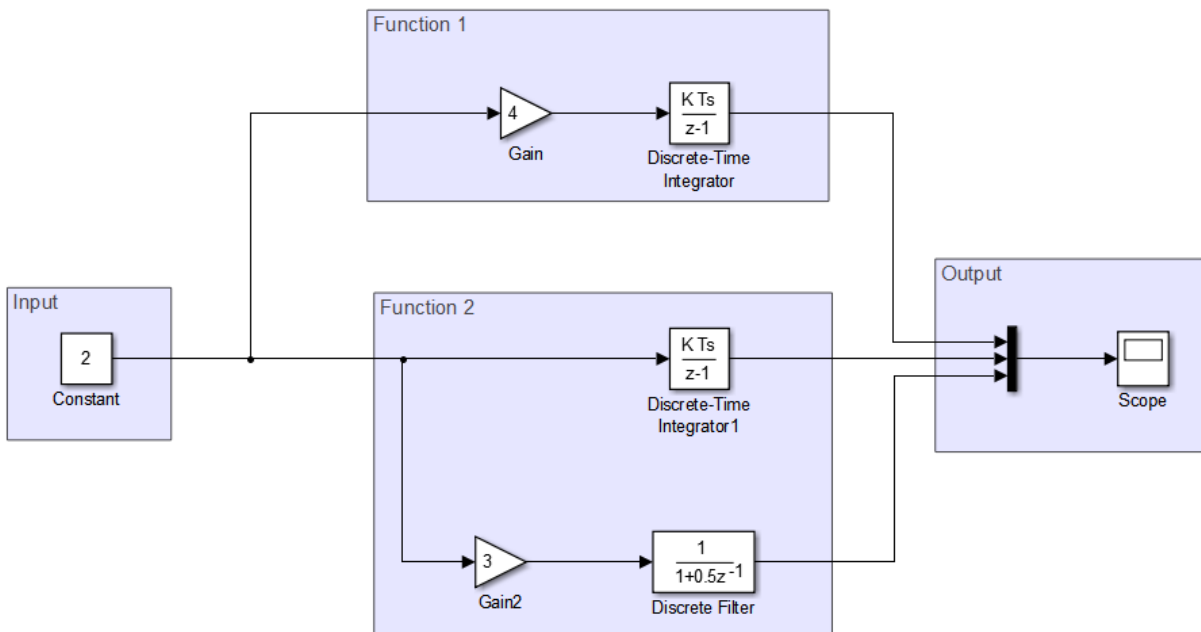 Function 1
4
Gain
K Ts
z-1
Discrete-Time
Integrator
Input
2
Constant
Function 2
K Ts
z-1
Discrete-Time
Integrator1
3
Gain2
1
1+0.5z-1
Discrete Filter
Output
Scope